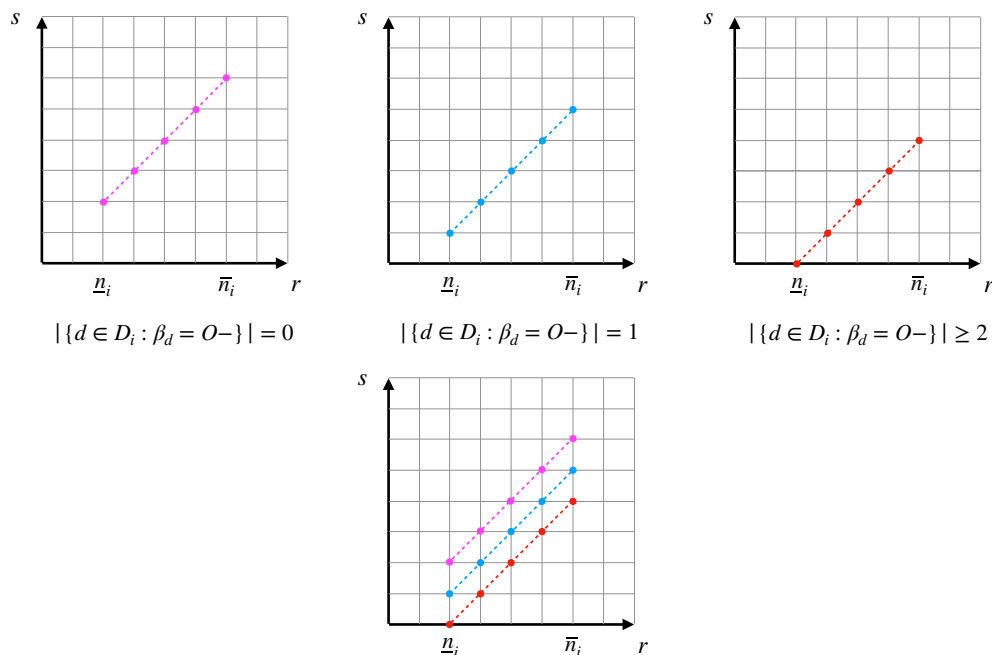 s s s
n̲ᵢ n̅ᵢ r n̲ᵢ n̅ᵢ r n̲ᵢ n̅ᵢ r
|{d ∈ Dᵢ : β_d = O−}| = 0 |{d ∈ Dᵢ : β_d = O−}| = 1 |{d ∈ Dᵢ : β_d = O−}| ≥ 2
s
n̲ᵢ n̅ᵢ r